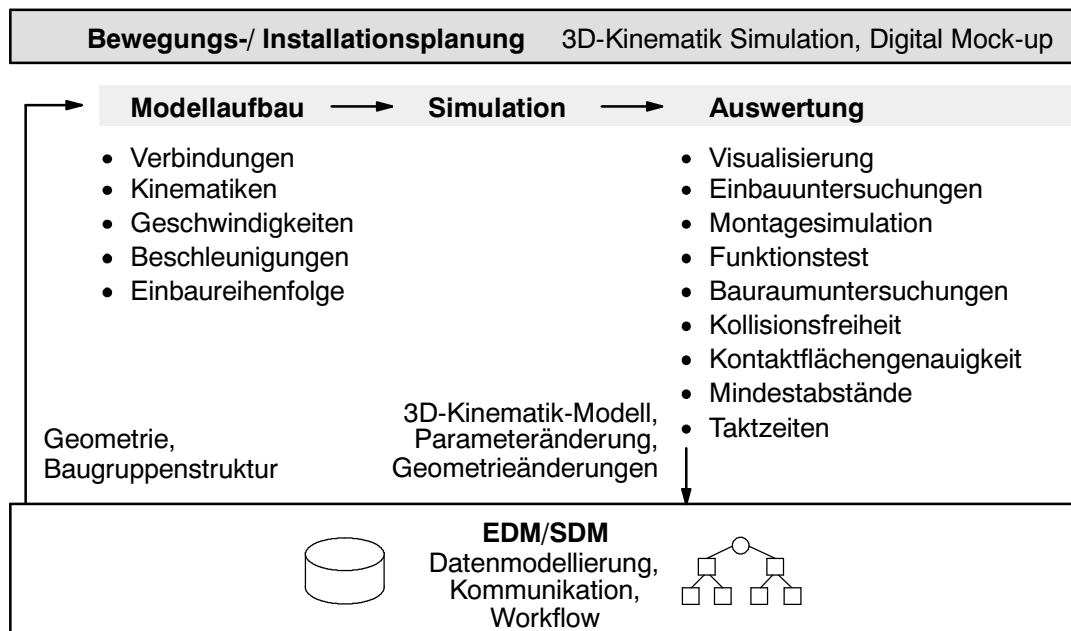 Bewegungs-/ Installationsplanung 3D-Kinematik Simulation, Digital Mock-up
Modellaufbau Simulation Auswertung
• Verbindungen
• Kinematiken
• Geschwindigkeiten
• Beschleunigungen
• Einbaureihenfolge
• Visualisierung
• Einbauuntersuchungen
• Montagesimulation
• Funktionstest
• Bauraumuntersuchungen
• Kollisionsfreiheit
• Kontaktflächengenauigkeit
• Mindestabstände
• Taktzeiten
Geometrie,
Baugruppenstruktur
3D-Kinematik-Modell,
Parameteränderung,
Geometrieänderungen
EDM/SDM
Datenmodellierung,
Kommunikation,
Workflow